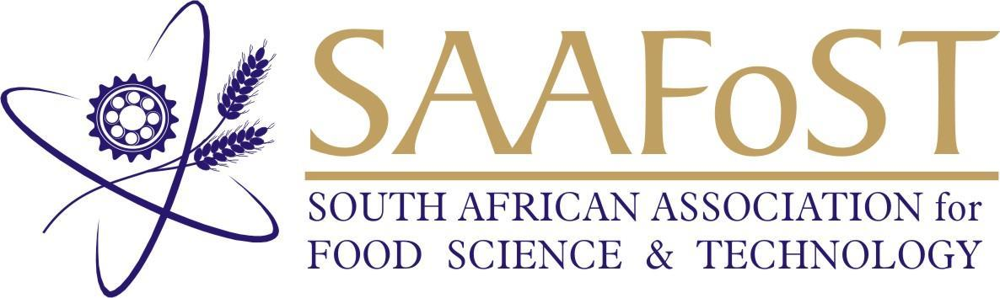 SAAFoST
SOUTH AFRICAN ASSOCIATION for
FOOD SCIENCE & TECHNOLOGY